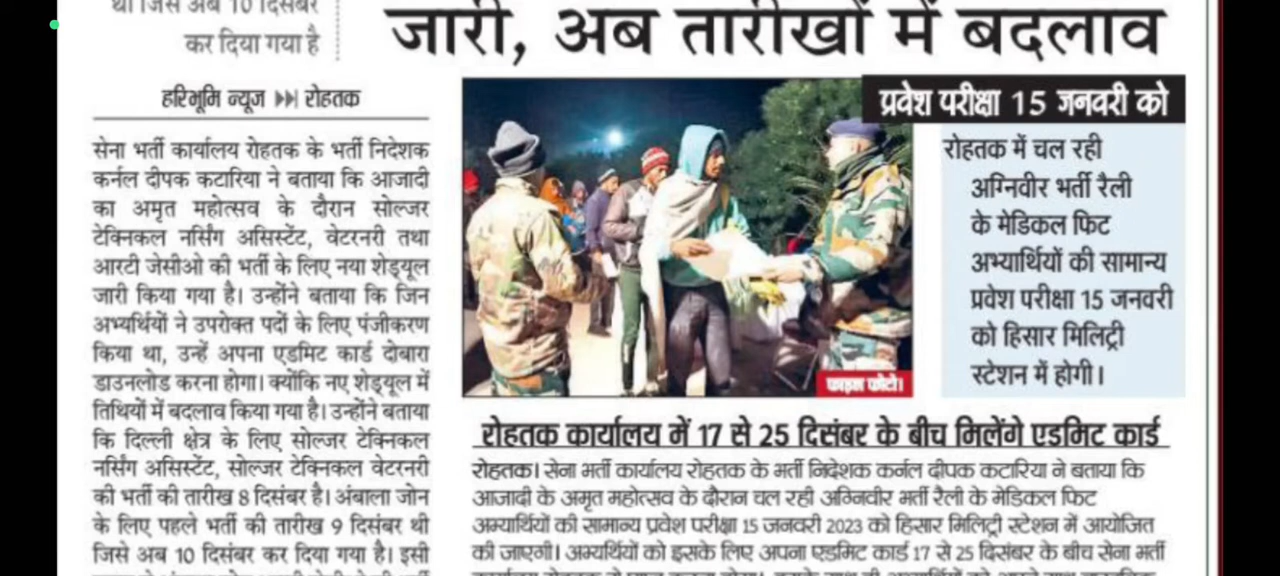 था जिसे अब 10 दिसंबर
कर दिया गया है
जारी, अब तारीखों में बदलाव
हरिभूमि न्यूज ▶▶| रोहतक
सेना भर्ती कार्यालय रोहतक के भर्ती निदेशक
कर्नल दीपक कटारिया ने बताया कि आजादी
का अमृत महोत्सव के दौरान सोल्जर
टेक्निकल नर्सिंग असिस्टेंट, वेटरनरी तथा
आरटी जेसीओ की भर्ती के लिए नया शेड्यूल
जारी किया गया है। उन्होंने बताया कि जिन
अभ्यर्थियों ने उपरोक्त पदों के लिए पंजीकरण
किया था, उन्हें अपना एडमिट कार्ड दोबारा
डाउनलोड करना होगा। क्योंकि नए शेड्यूल में
तिथियों में बदलाव किया गया है। उन्होंने बताया
कि दिल्ली क्षेत्र के लिए सोल्जर टेक्निकल
नर्सिंग असिस्टेंट, सोल्जर टेक्निकल वेटरनरी
की भर्ती की तारीख 8 दिसंबर है। अंबाला जोन
के लिए पहले भर्ती की तारीख 9 दिसंबर थी
जिसे अब 10 दिसंबर कर दिया गया है। इसी
फाइल फोटो।
प्रवेश परीक्षा 15 जनवरी को
रोहतक में चल रही
अग्निवीर भर्ती रैली
के मेडिकल फिट
अभ्यार्थियों की सामान्य
प्रवेश परीक्षा 15 जनवरी
को हिसार मिलिट्री
स्टेशन में होगी।
रोहतक कार्यालय में 17 से 25 दिसंबर के बीच मिलेंगे एडमिट कार्ड
रोहतक। सेना भर्ती कार्यालय रोहतक के भर्ती निदेशक कर्नल दीपक कटारिया ने बताया कि
आजादी के अमृत महोत्सव के दौरान चल रही अग्निवीर भर्ती रैली के मेडिकल फिट
अभ्यार्थियों की सामान्य प्रवेश परीक्षा 15 जनवरी 2023 को हिसार मिलिट्री स्टेशन में आयोजित
की जाएगी। अभ्यर्थियों को इसके लिए अपना एडमिट कार्ड 17 से 25 दिसंबर के बीच सेना भर्ती